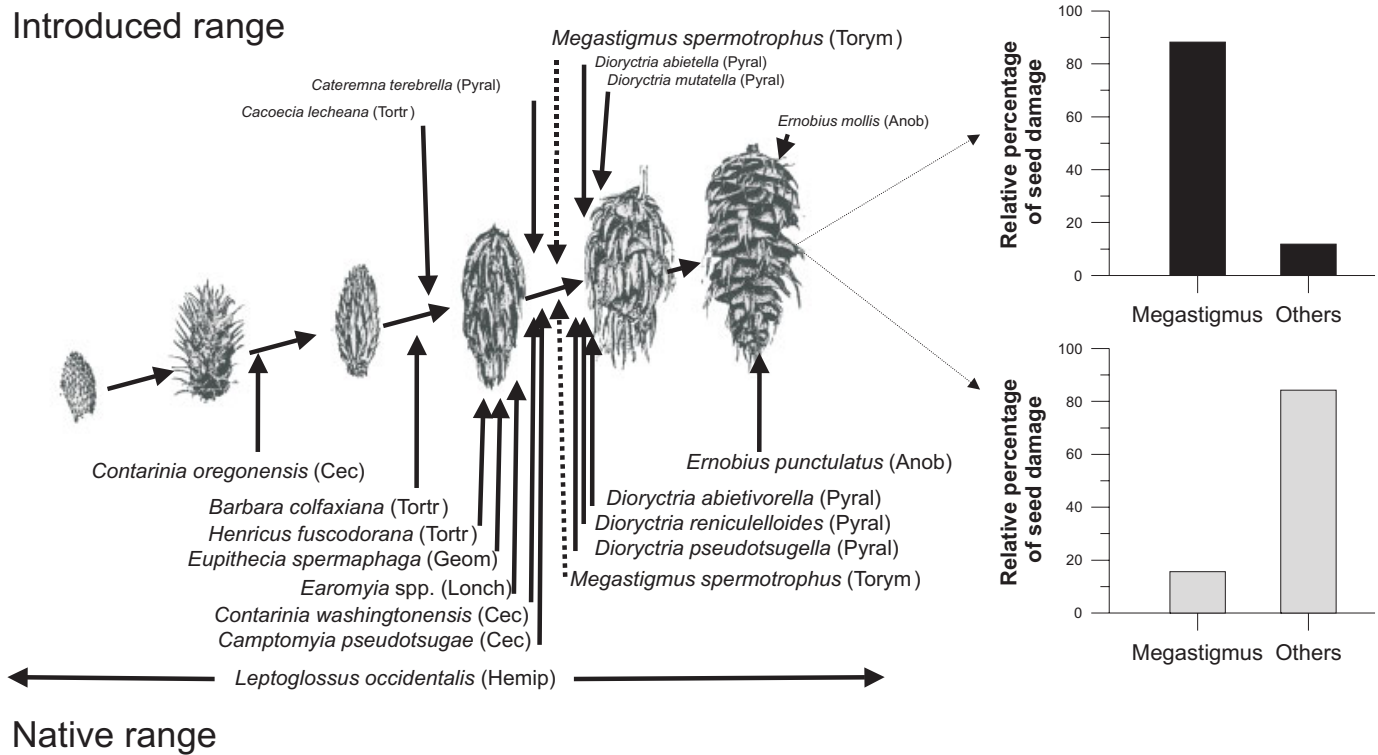 Introduced range
Megastigmus spermotrophus (Torym)
Dioryctria abietella (Pyral)
Dioryctria mutatella (Pyral)
Cateremna terebrella (Pyral)
Cacoecia lecheana (Tortr)
Ernobius mollis (Anob)
Contarinia oregonensis (Cec)
Barbara colfaxiana (Tortr)
Henricus fuscodorana (Tortr)
Eupithecia spermaphaga (Geom)
Earomyia spp. (Lonch)
Contarinia washingtonensis (Cec)
Camptomyia pseudotsugae (Cec)
Ernobius punctulatus (Anob)
Dioryctria abietivorella (Pyral)
Dioryctria reniculelloides (Pyral)
Dioryctria pseudotsugella (Pyral)
Megastigmus spermotrophus (Torym)
Leptoglossus occidentalis (Hemip)
Native range
Relative percentage
of seed damage
100
80
60
40
20
0
Megastigmus Others
Relative percentage
of seed damage
100
80
60
40
20
0
Megastigmus Others